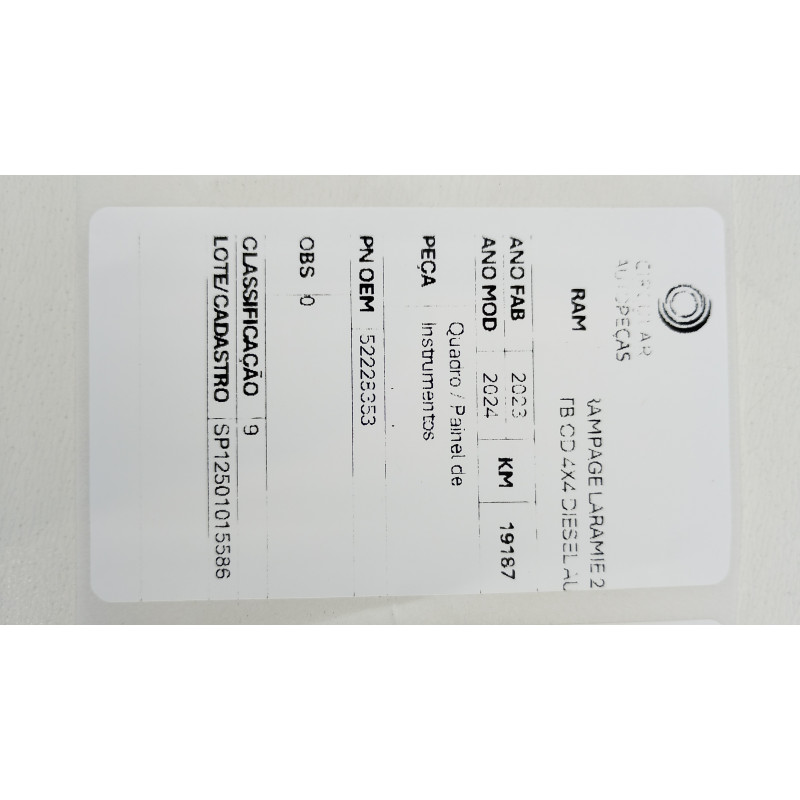 CIRCULAR
AUTOPEÇAS
RAM RAMPAGE LARAMIE 2
TB CD 4X4 DIESEL AU
ANO FAB 2023 KM 19187
ANO MOD 2024
PEÇA Quadro / Painel de
Instrumentos
PN OEM 52228353
OBS 0
CLASSIFICAÇÃO 9
LOTE/CADASTRO SP12501015586